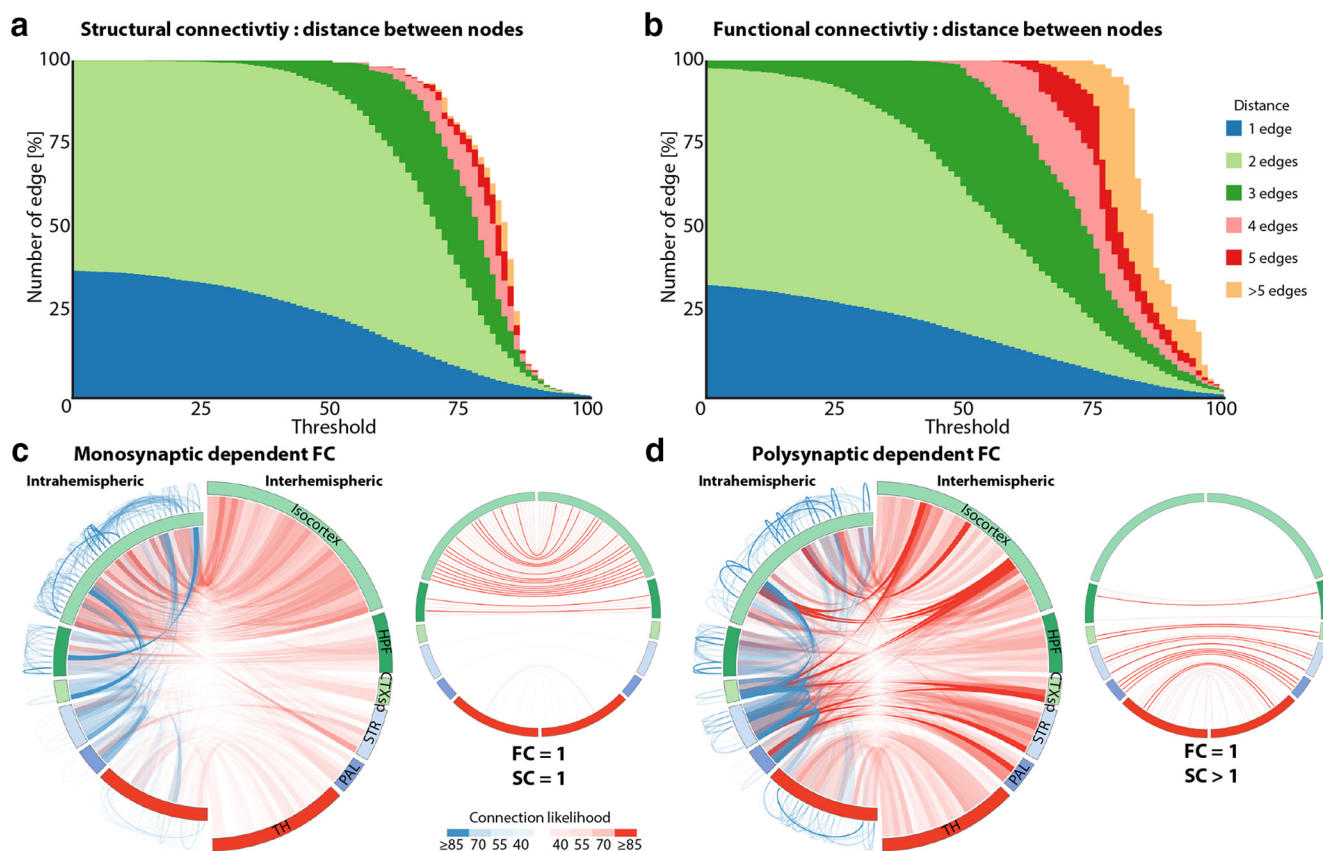 a
Structural connectivtiy : distance between nodes
100
75
50
25
Number of edge [%]
0
25
50
75
100
Threshold
b
Functional connectivtiy : distance between nodes
100
75
50
25
Number of edge [%]
0
25
50
75
100
Threshold
Distance
1 edge
2 edges
3 edges
4 edges
5 edges
>5 edges
c
Monosynaptic dependent FC
Intrahemispheric
Interhemispheric
Isocortex
HPF
CTXsp
STR
PAL
TH
FC = 1
SC = 1
Connection likelihood
≥85 70 55 40
40 55 70 ≥85
d
Polysynaptic dependent FC
Intrahemispheric
Interhemispheric
Isocortex
HPF
CTXsp
STR
PAL
TH
FC = 1
SC > 1